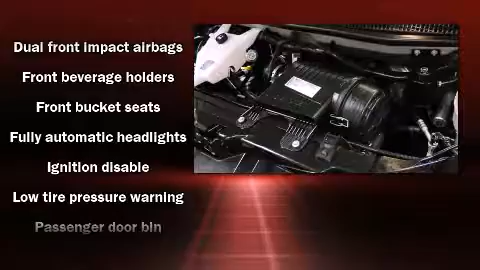 Dual front impact airbags
Front beverage holders
Front bucket seats
Fully automatic headlights
Ignition disable
Low tire pressure warning
Passenger door bin